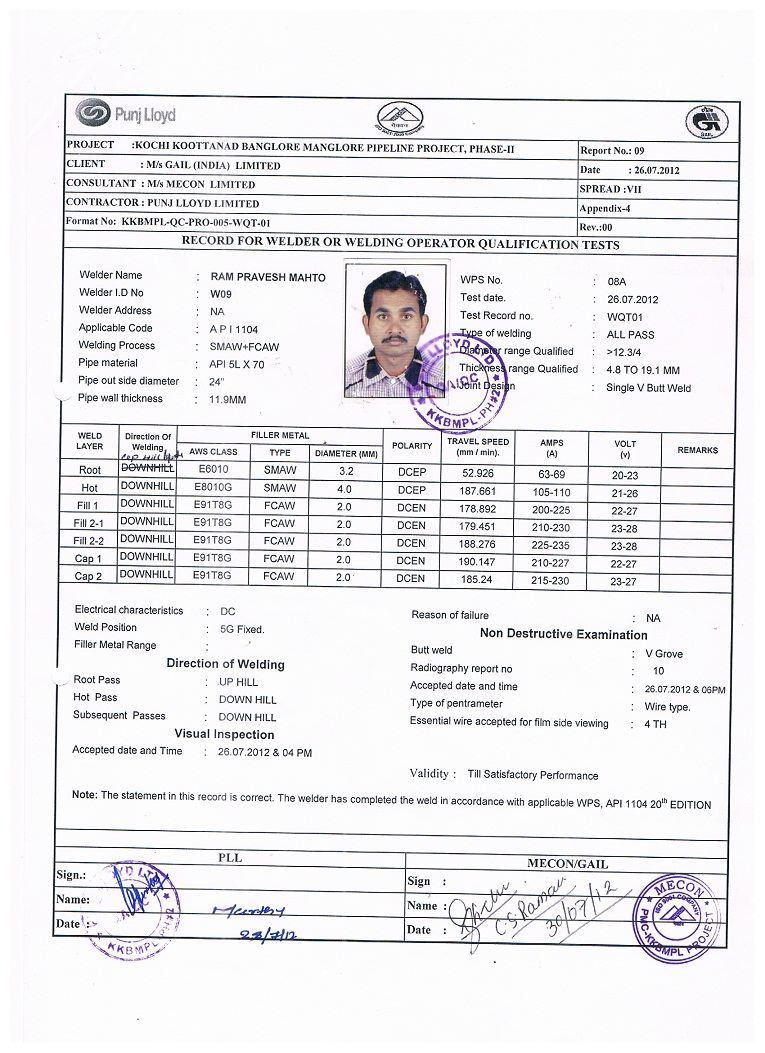 Punj Lloyd
GAIL
PROJECT :KOCHI KOOTTANAD BANGLORE MANGLORE PIPELINE PROJECT, PHASE-II
Report No.: 09
CLIENT : M/s GAIL (INDIA) LIMITED
Date : 26.07.2012
CONSULTANT : M/s MECON LIMITED
SPREAD :VII
CONTRACTOR : PUNJ LLOYD LIMITED
Appendix-4
Format No: KKBMPL-QC-PRO-005-WQT-01
Rev.:00
RECORD FOR WELDER OR WELDING OPERATOR QUALIFICATION TESTS
Welder Name : RAM PRAVESH MAHTO
Welder I.D No : W09
Welder Address : NA
Applicable Code : A P I 1104
Welding Process : SMAW+FCAW
Pipe material : API 5L X 70
Pipe out side diameter : 24"
Pipe wall thickness : 11.9MM
WPS No. : 08A
Test date. : 26.07.2012
Test Record no. : WQT01
Type of welding : ALL PASS
Diameter range Qualified : >12.3/4
Thickness range Qualified : 4.8 TO 19.1 MM
Joint Design : Single V Butt Weld
LLOYD LTD
KKBMPL-PH#2
WELD LAYER Direction Of Welding FILLER METAL POLARITY TRAVEL SPEED (mm / min). AMPS (A) VOLT (v) REMARKS
AWS CLASS TYPE DIAMETER (MM)
Root DOWNHILL E6010 SMAW 3.2 DCEP 52.926 63-69 20-23
Hot DOWNHILL E8010G SMAW 4.0 DCEP 187.661 105-110 21-26
Fill 1 DOWNHILL E91T8G FCAW 2.0 DCEN 178.892 200-225 22-27
Fill 2-1 DOWNHILL E91T8G FCAW 2.0 DCEN 179.451 210-230 23-28
Fill 2-2 DOWNHILL E91T8G FCAW 2.0 DCEN 188.276 225-235 23-28
Cap 1 DOWNHILL E91T8G FCAW 2.0 DCEN 190.147 210-227 22-27
Cap 2 DOWNHILL E91T8G FCAW 2.0 DCEN 185.24 215-230 23-27
Electrical characteristics : DC
Weld Position : 5G Fixed.
Filler Metal Range :
Direction of Welding
Root Pass : UP HILL
Hot Pass : DOWN HILL
Subsequent Passes : DOWN HILL
Visual Inspection
Accepted date and Time : 26.07.2012 & 04 PM
Reason of failure : NA
Non Destructive Examination
Butt weld : V Grove
Radiography report no : 10
Accepted date and time : 26.07.2012 & 06PM
Type of pentrameter : Wire type.
Essential wire accepted for film side viewing : 4 TH
Validity : Till Satisfactory Performance
Note: The statement in this record is correct. The welder has completed the weld in accordance with applicable WPS, API 1104 20th EDITION
PLL
MECON/GAIL
Sign.:
Name:
Date :
KKBMPL-PH#2
Sign :
Name :
Date :
C.S. Raman
30/07/12
MECON
PMC-KKBMPL PROJECT